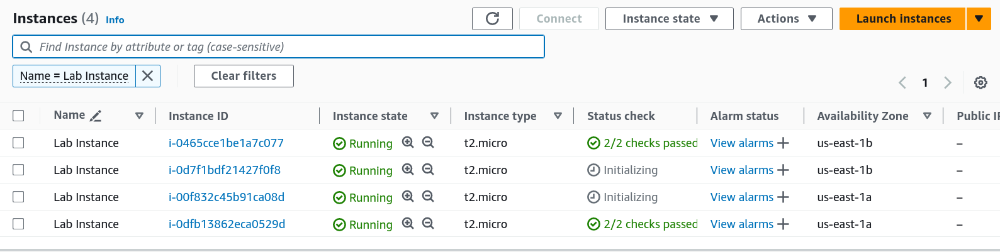 Instances (4) Info Connect Instance state Actions Launch instances
Find Instance by attribute or tag (case-sensitive)
Name = Lab Instance Clear filters
1
Name Instance ID Instance state Instance type Status check Alarm status Availability Zone Public IP
Lab Instance i-0465cce1be1a7c077 Running t2.micro 2/2 checks passed View alarms us-east-1b –
Lab Instance i-0d7f1bdf21427f0f8 Running t2.micro Initializing View alarms us-east-1b –
Lab Instance i-00f832c45b91ca08d Running t2.micro Initializing View alarms us-east-1a –
Lab Instance i-0dfb13862eca0529d Running t2.micro 2/2 checks passed View alarms us-east-1a –